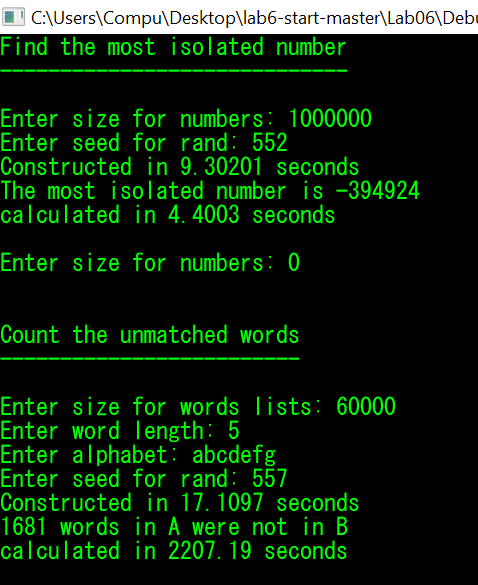 C:\Users\Compu\Desktop\lab6-start-master\Lab06\Debu
Find the most isolated number
-----------------------------
Enter size for numbers: 1000000
Enter seed for rand: 552
Constructed in 9.30201 seconds
The most isolated number is -394924
calculated in 4.4003 seconds
Enter size for numbers: 0
Count the unmatched words
-------------------------
Enter size for words lists: 60000
Enter word length: 5
Enter alphabet: abcdefg
Enter seed for rand: 557
Constructed in 17.1097 seconds
1681 words in A were not in B
calculated in 2207.19 seconds